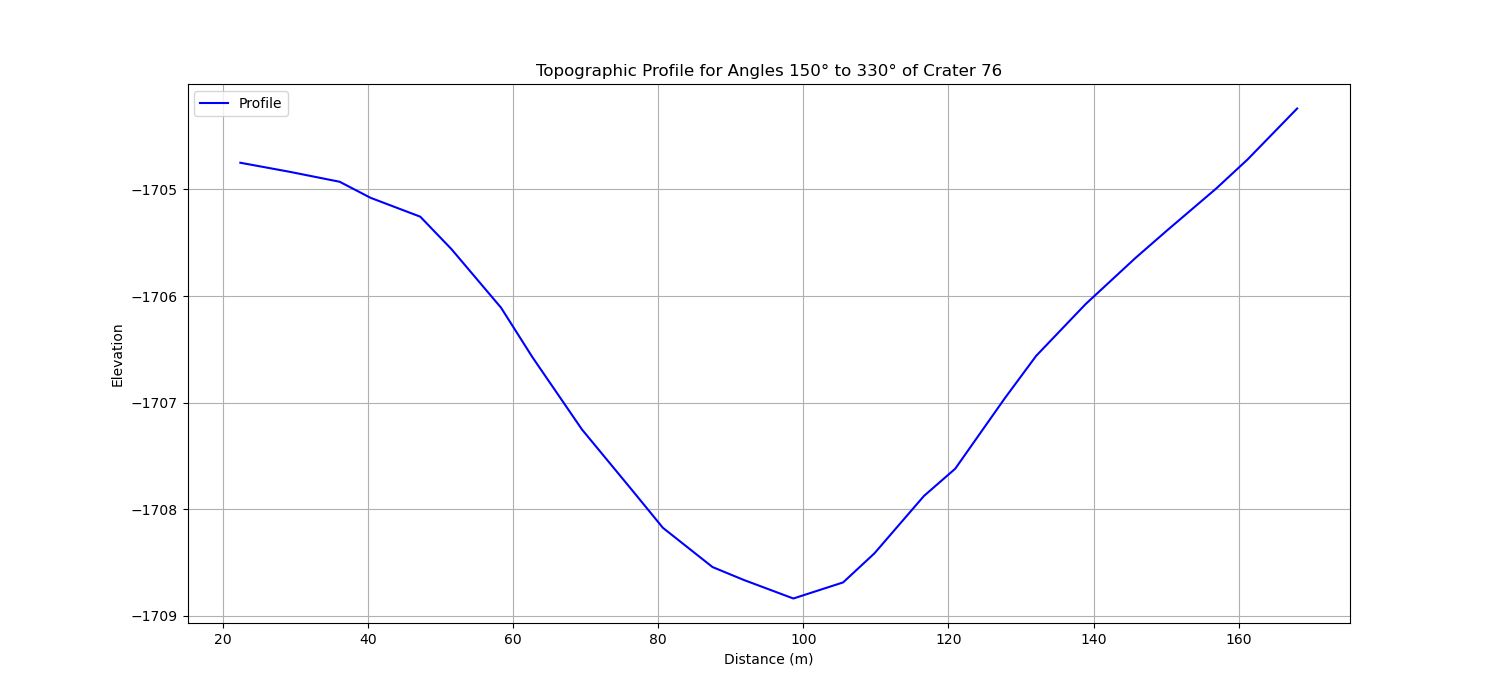 Topographic Profile for Angles 150° to 330° of Crater 76
Profile
Elevation
−1705
−1706
−1707
−1708
−1709
20 40 60 80 100 120 140 160
Distance (m)